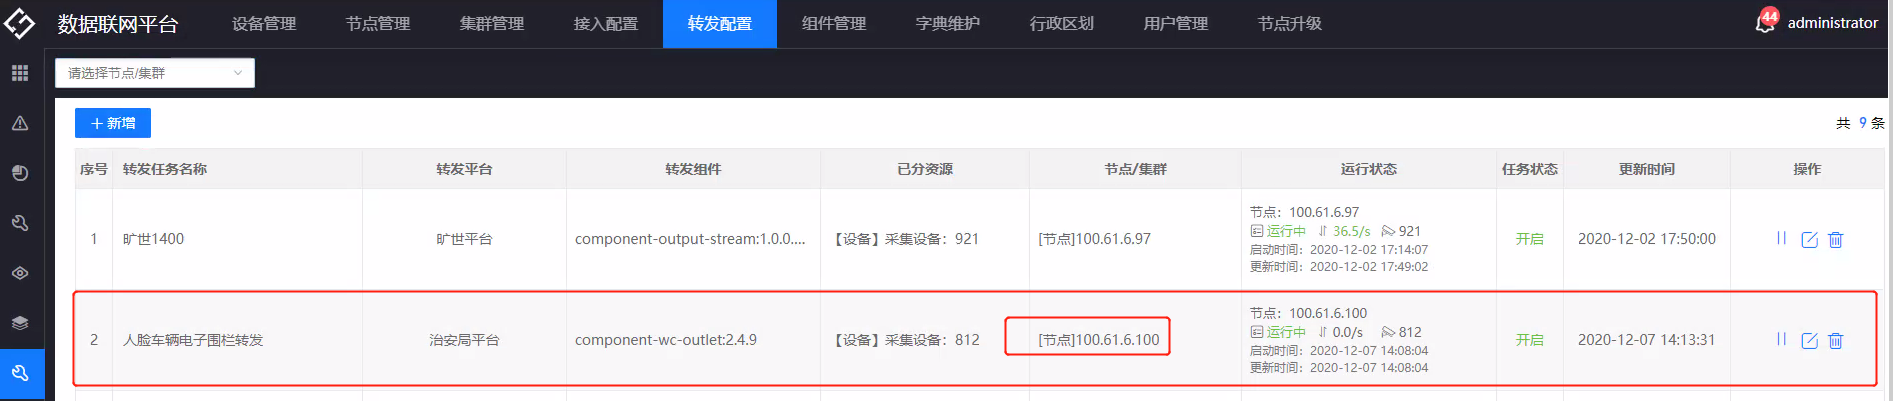 数据联网平台 设备管理 节点管理 集群管理 接入配置 转发配置 组件管理 字典维护 行政区划 用户管理 节点升级 44 administrator
请选择节点/集群
+ 新增 共 9 条
序号 转发任务名称 转发平台 转发组件 已分资源 节点/集群 运行状态 任务状态 更新时间 操作
节点：100.61.6.97
1 旷世1400 旷世平台 component-output-stream:1.0.0.... 【设备】采集设备：921 [节点]100.61.6.97 运行中 36.5/s 921 开启 2020-12-02 17:50:00
启动时间：2020-12-02 17:14:07
更新时间：2020-12-02 17:49:02
节点：100.61.6.100
2 人脸车辆电子围栏转发 治安局平台 component-wc-outlet:2.4.9 【设备】采集设备：812 [节点]100.61.6.100 运行中 0.0/s 812 开启 2020-12-07 14:13:31
启动时间：2020-12-07 14:08:04
更新时间：2020-12-07 14:08:04